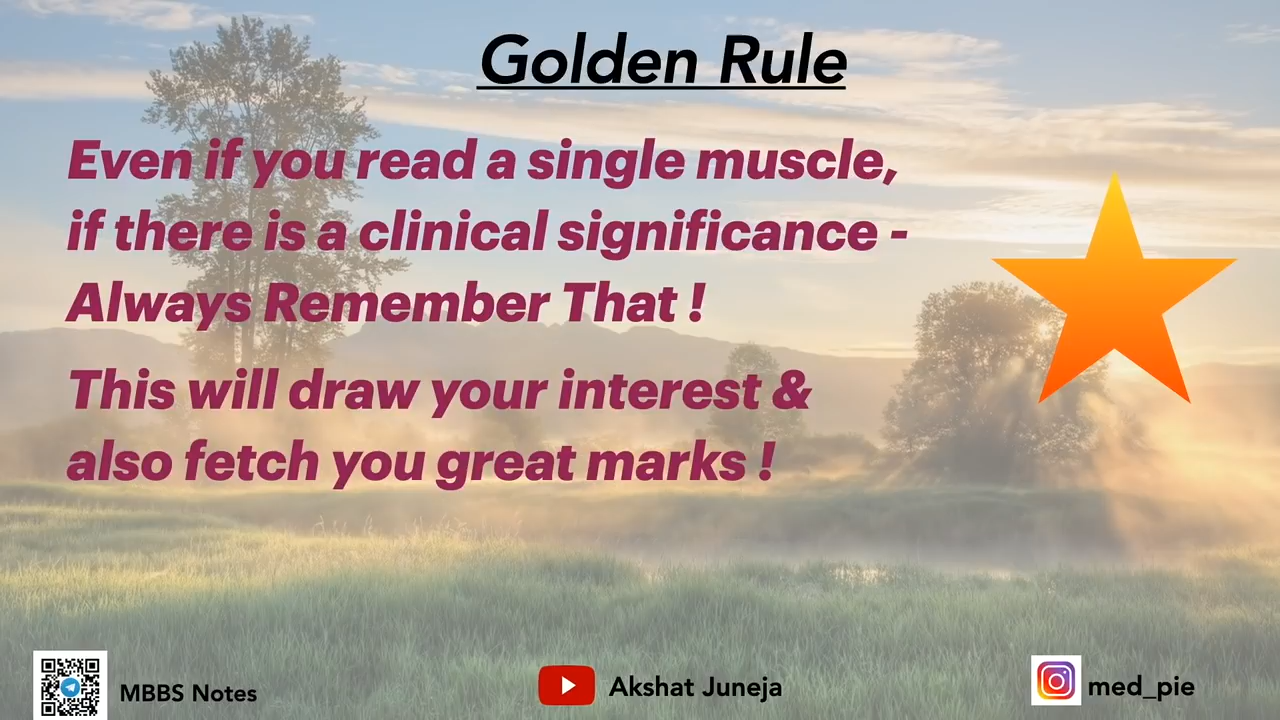 Golden Rule
Even if you read a single muscle,
if there is a clinical significance -
Always Remember That !
This will draw your interest &
also fetch you great marks !
MBBS Notes
Akshat Juneja
med_pie